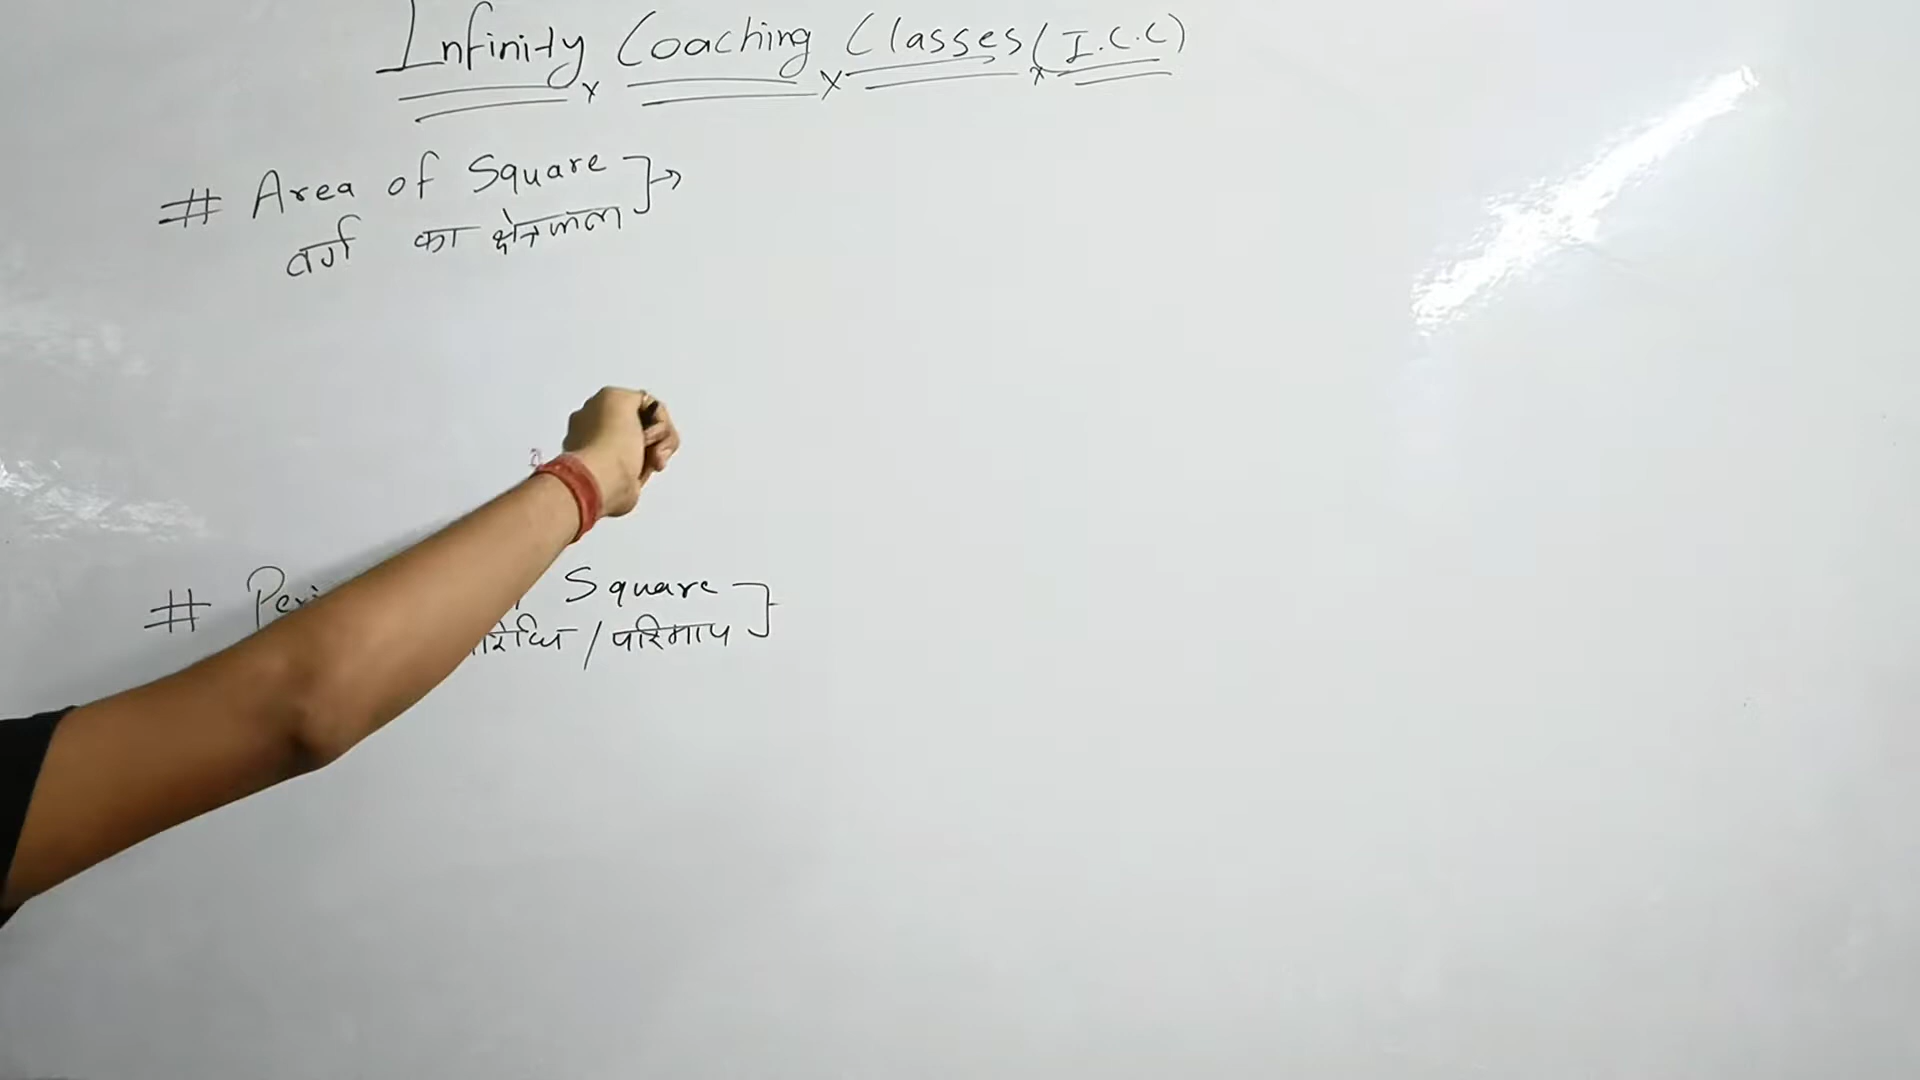 Infinity Coaching Classes (I.C.C)
# Area of Square
वर्ग का क्षेत्रफल
# Square
/ परिमाप